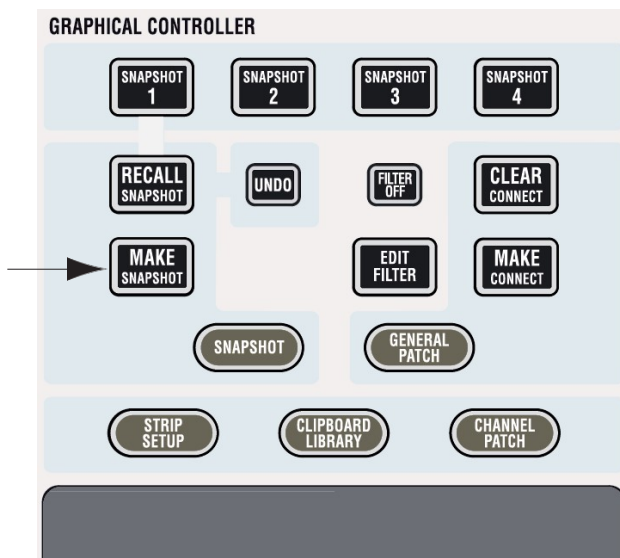 GRAPHICAL CONTROLLER
SNAPSHOT
1
SNAPSHOT
2
SNAPSHOT
3
SNAPSHOT
4
RECALL
SNAPSHOT
UNDO
FILTER
OFF
CLEAR
CONNECT
MAKE
SNAPSHOT
EDIT
FILTER
MAKE
CONNECT
SNAPSHOT
GENERAL
PATCH
STRIP
SETUP
CLIPBOARD
LIBRARY
CHANNEL
PATCH